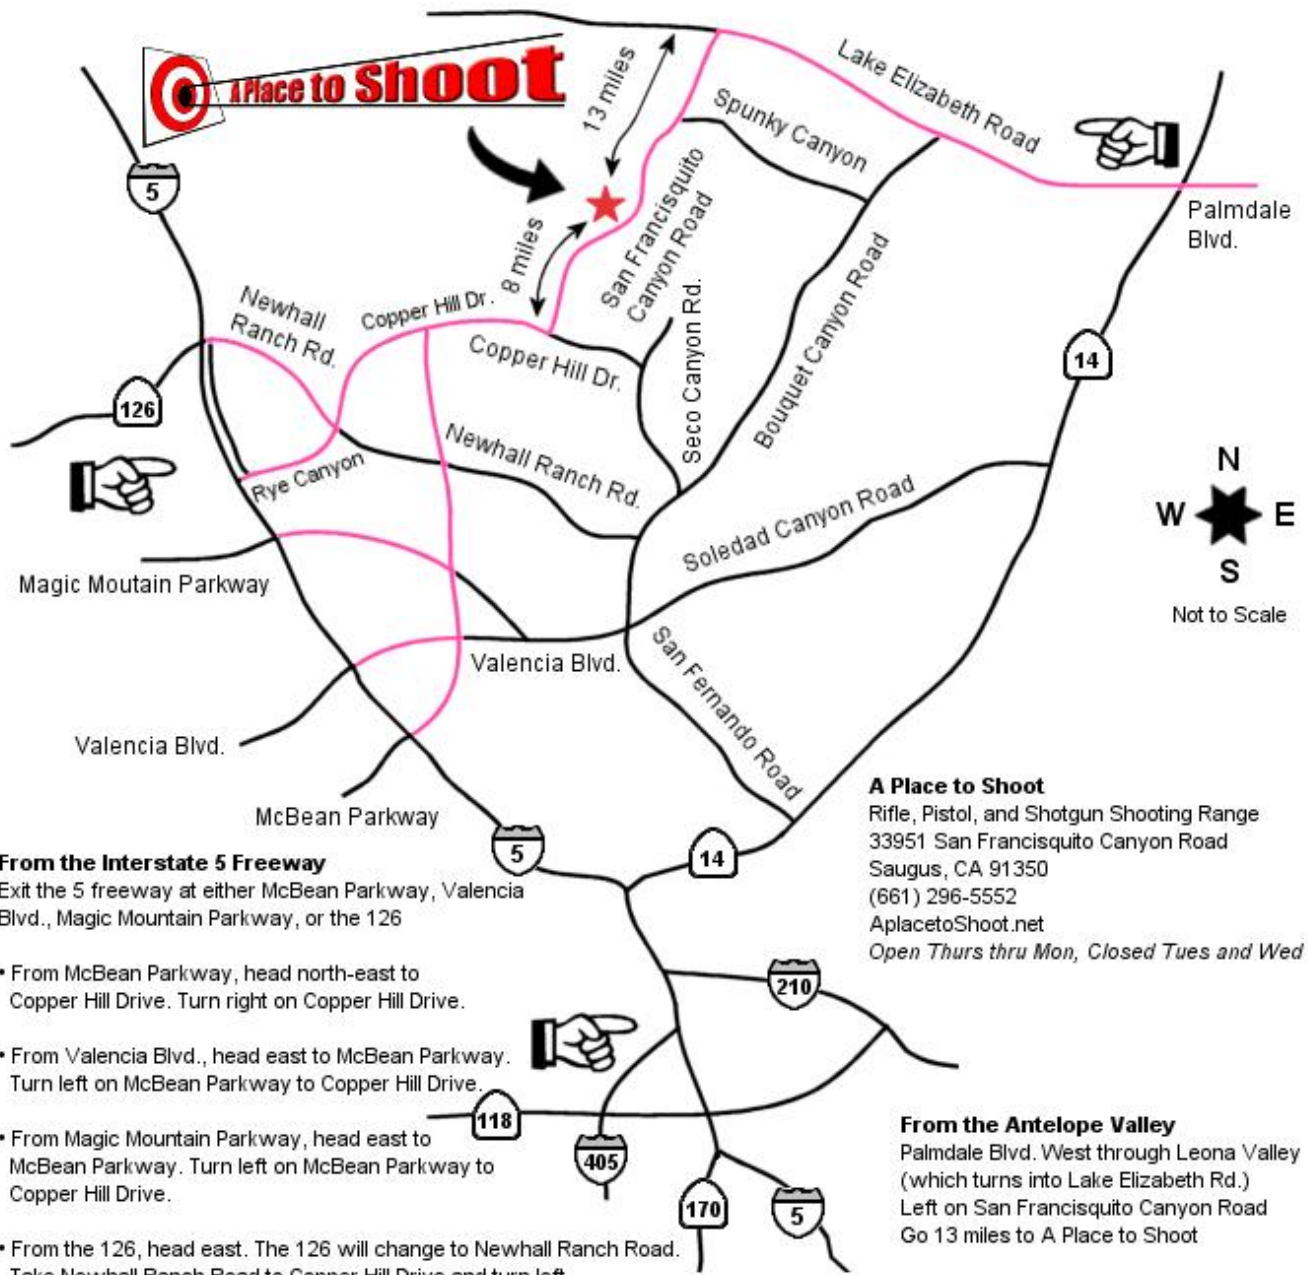 A Place to Shoot
13 miles
8 miles
Lake Elizabeth Road
Spunky Canyon
San Francisquito
Canyon Road
Palmdale
Blvd.
5
Newhall
Ranch Rd.
Copper Hill Dr.
Copper Hill Dr.
Seco Canyon Rd.
Bouquet Canyon Road
14
126
Rye Canyon
Newhall Ranch Rd.
Soledad Canyon Road
N
W E
S
Not to Scale
Magic Moutain Parkway
Valencia Blvd.
San Fernando Road
Valencia Blvd.
McBean Parkway
5
14
A Place to Shoot
Rifle, Pistol, and Shotgun Shooting Range
33951 San Francisquito Canyon Road
Saugus, CA 91350
(661) 296-5552
AplacetoShoot.net
Open Thurs thru Mon, Closed Tues and Wed
From the Interstate 5 Freeway
Exit the 5 freeway at either McBean Parkway, Valencia
Blvd., Magic Mountain Parkway, or the 126
• From McBean Parkway, head north-east to
Copper Hill Drive. Turn right on Copper Hill Drive.
• From Valencia Blvd., head east to McBean Parkway.
Turn left on McBean Parkway to Copper Hill Drive.
• From Magic Mountain Parkway, head east to
McBean Parkway. Turn left on McBean Parkway to
Copper Hill Drive.
• From the 126, head east. The 126 will change to Newhall Ranch Road.
Take Newhall Ranch Road to Copper Hill Drive and turn left
210
118
405
170
5
From the Antelope Valley
Palmdale Blvd. West through Leona Valley
(which turns into Lake Elizabeth Rd.)
Left on San Francisquito Canyon Road
Go 13 miles to A Place to Shoot